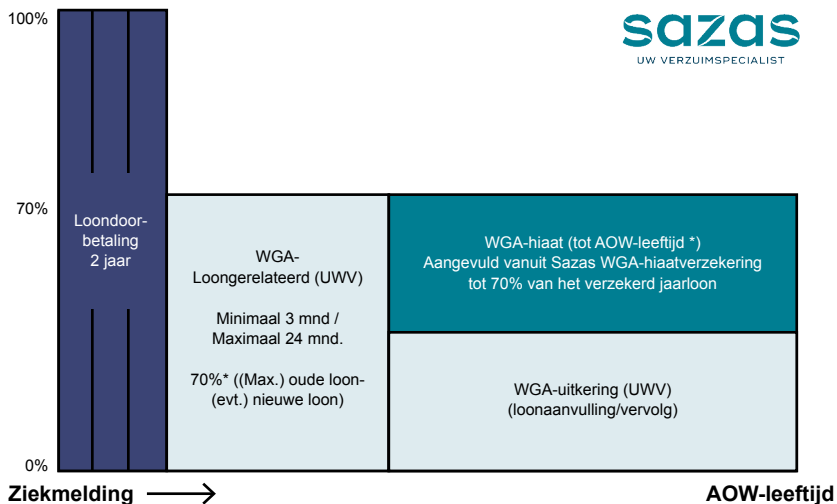 100%
sazas
UW VERZUIMSPECIALIST
70%
Loondoor-
betaling
2 jaar
WGA-
Loongerelateerd (UWV)
Minimaal 3 mnd /
Maximaal 24 mnd.
70%* ((Max.) oude loon-
(evt.) nieuwe loon)
WGA-hiaat (tot AOW-leeftijd *)
Aangevuld vanuit Sazas WGA-hiaatverzekering
tot 70% van het verzekerd jaarloon
WGA-uitkering (UWV)
(loonaanvulling/vervolg)
0%
Ziekmelding
AOW-leeftijd